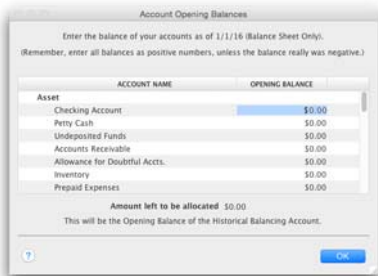 Account Opening Balances
Enter the balance of your accounts as of 1/1/16 (Balance Sheet Only).
(Remember, enter all balances as positive numbers, unless the balance really was negative.)
ACCOUNT NAME OPENING BALANCE
Asset
Checking Account $0.00
Petty Cash $0.00
Undeposited Funds $0.00
Accounts Receivable $0.00
Allowance for Doubtful Accts. $0.00
Inventory $0.00
Prepaid Expenses $0.00
Amount left to be allocated $0.00
This will be the Opening Balance of the Historical Balancing Account.
? OK